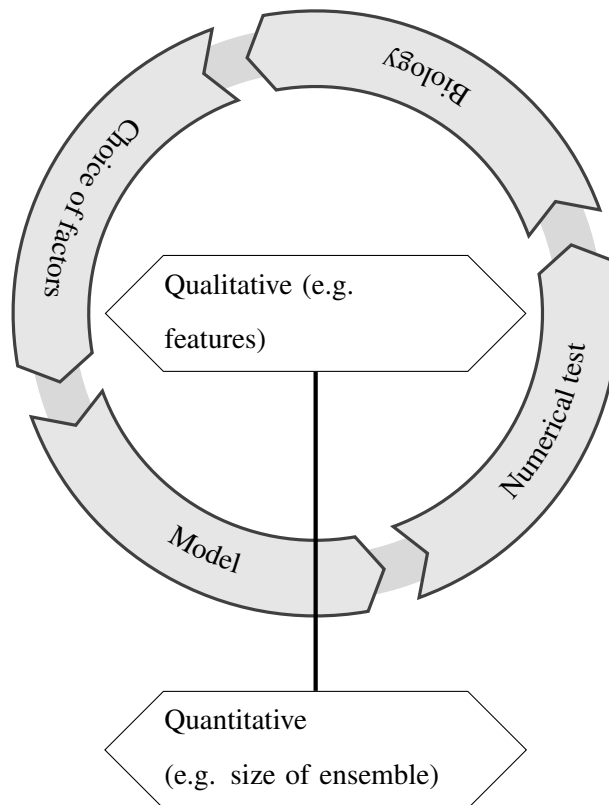 Biology
Choice of factors
Qualitative (e.g.
features)
Numerical test
Model
Quantitative
(e.g. size of ensemble)